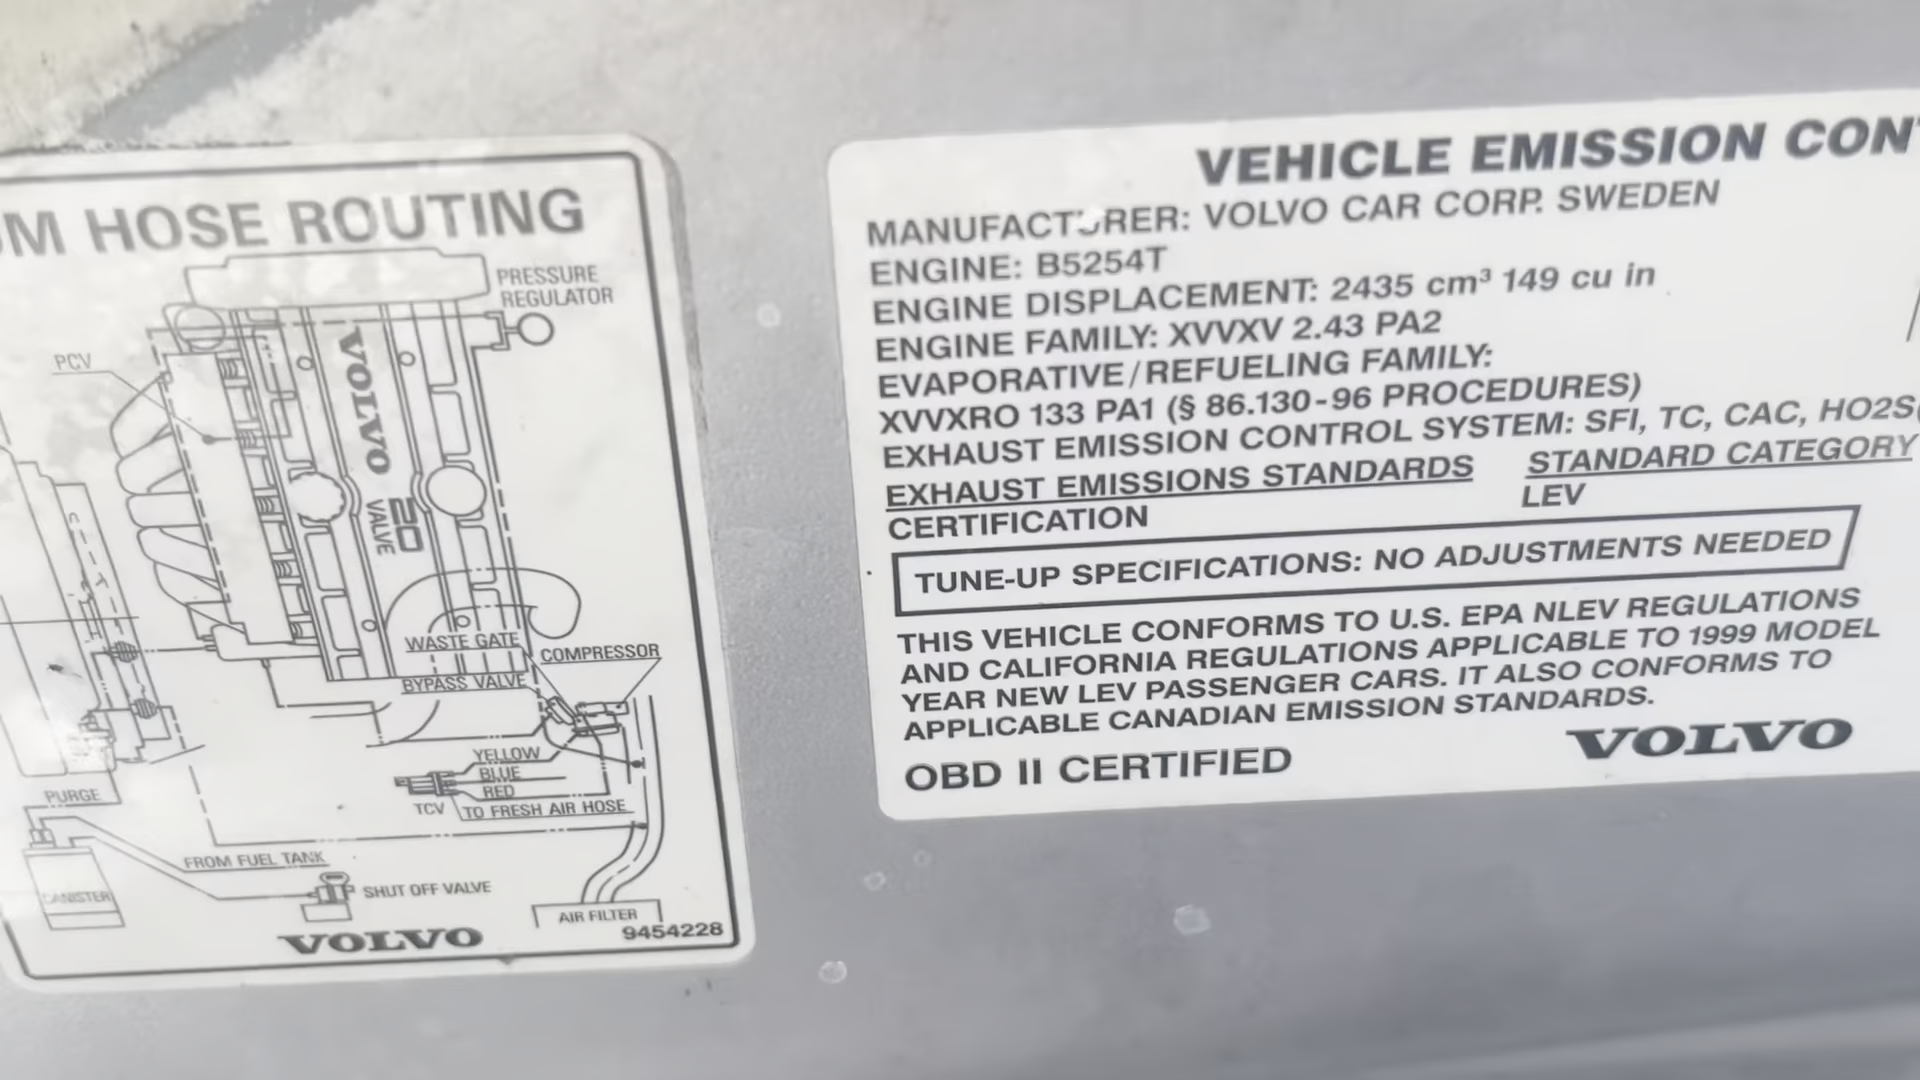 UM HOSE ROUTING
PRESSURE
REGULATOR
PCV
VOLVO
20
VALVE
WASTE GATE
COMPRESSOR
BYPASS VALVE
YELLOW
BLUE
RED
TCV
TO FRESH AIR HOSE
PURGE
FROM FUEL TANK
CANISTER
SHUT OFF VALVE
AIR FILTER
VOLVO
9454228
VEHICLE EMISSION CONT
MANUFACTURER: VOLVO CAR CORP. SWEDEN
ENGINE: B5254T
ENGINE DISPLACEMENT: 2435 cm³ 149 cu in
ENGINE FAMILY: XVVXV 2.43 PA2
EVAPORATIVE/REFUELING FAMILY:
XVVXRO 133 PA1 (§ 86.130-96 PROCEDURES)
EXHAUST EMISSION CONTROL SYSTEM: SFI, TC, CAC, HO2S(
EXHAUST EMISSIONS STANDARDS STANDARD CATEGORY
CERTIFICATION LEV
TUNE-UP SPECIFICATIONS: NO ADJUSTMENTS NEEDED
THIS VEHICLE CONFORMS TO U.S. EPA NLEV REGULATIONS
AND CALIFORNIA REGULATIONS APPLICABLE TO 1999 MODEL
YEAR NEW LEV PASSENGER CARS. IT ALSO CONFORMS TO
APPLICABLE CANADIAN EMISSION STANDARDS.
OBD II CERTIFIED
VOLVO